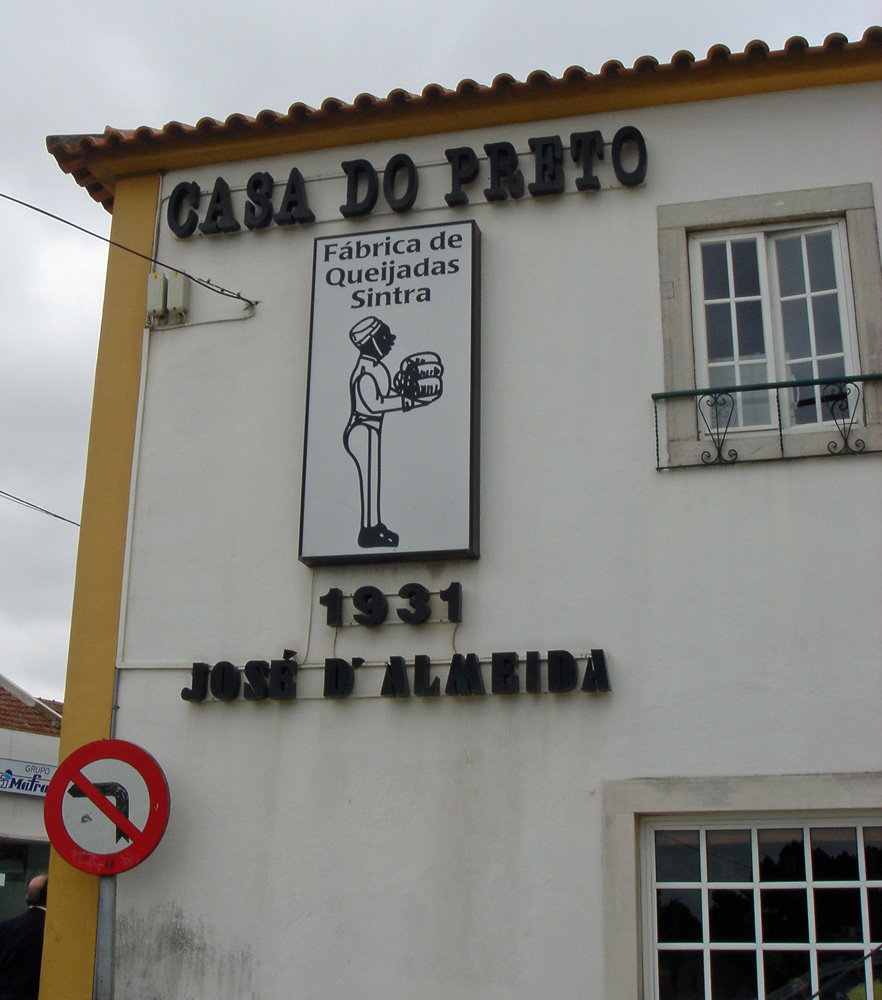 CASA DO PRETO
Fábrica de
Queijadas
Sintra
1931
JOSÉ D'ALMEIDA
GRUPO